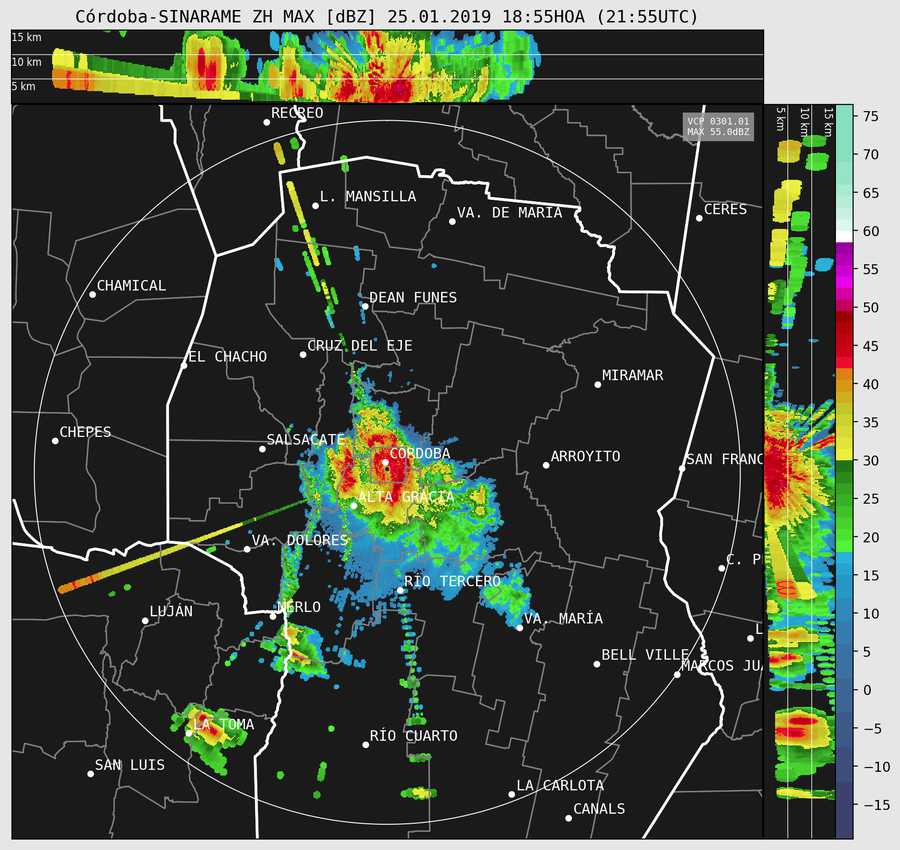 Córdoba-SINARAME ZH MAX [dBZ] 25.01.2019 18:55HOA (21:55UTC)
15 km
10 km
5 km
5 km
10 km
15 km
VCP 0301.01
MAX 55.0dBZ
RECREO
L. MANSILLA
VA. DE MARÍA
CERES
CHAMICAL
DEAN FUNES
EL CHACHO
CRUZ DEL EJE
MIRAMAR
CHEPES
SALSACATE
CÓRDOBA
ARROYITO
SAN FRANC
ALTA GRACIA
VA. DOLORES
C. P
RÍO TERCERO
LUJÁN
MERLO
VA. MARÍA
L
BELL VILLE
MARCOS JUA
LA TOMA
RÍO CUARTO
SAN LUIS
LA CARLOTA
CANALS
75
70
65
60
55
50
45
40
35
30
25
20
15
10
5
0
−5
−10
−15